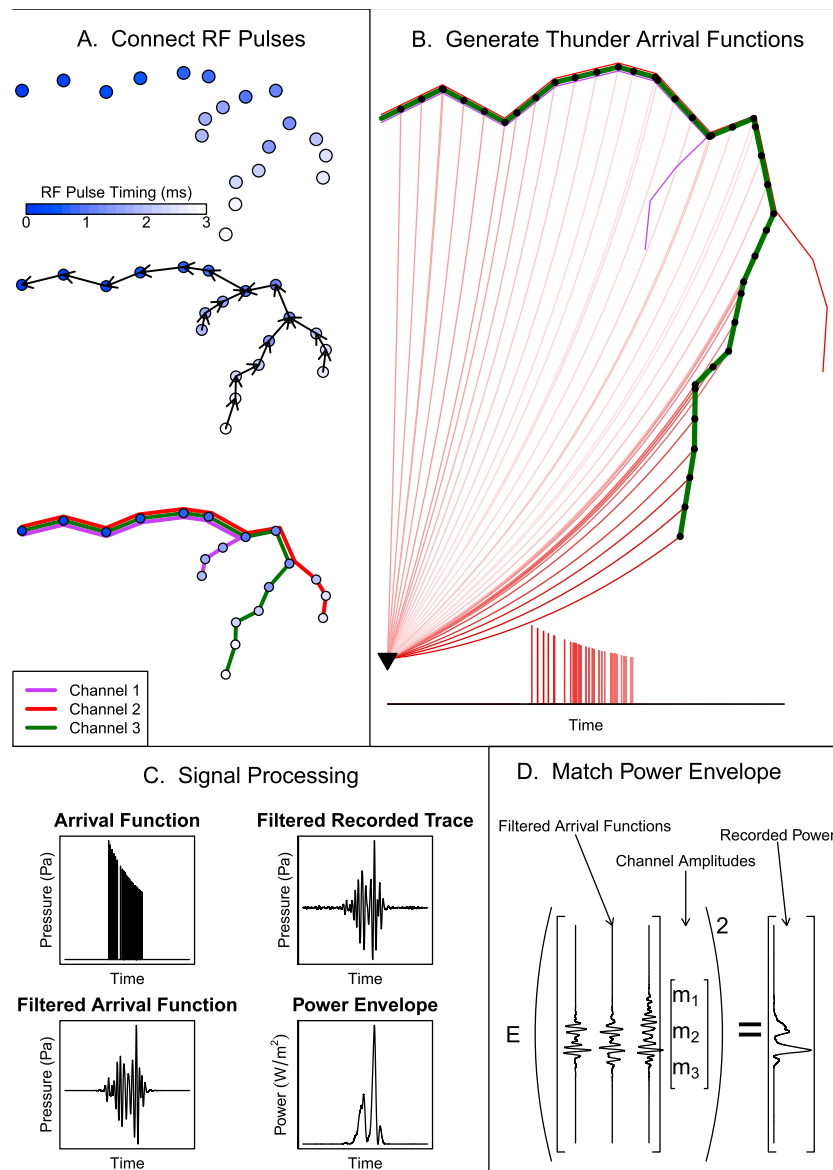 A. Connect RF Pulses
RF Pulse Timing (ms)
0 1 2 3
Channel 1
Channel 2
Channel 3
B. Generate Thunder Arrival Functions
Time
C. Signal Processing
Arrival Function
Pressure (Pa)
Time
Filtered Recorded Trace
Pressure (Pa)
Time
Filtered Arrival Function
Pressure (Pa)
Time
Power Envelope
Power (W/m²)
Time
D. Match Power Envelope
Filtered Arrival Functions
Recorded Power
Channel Amplitudes
2
E
m₁
m₂
m₃
=